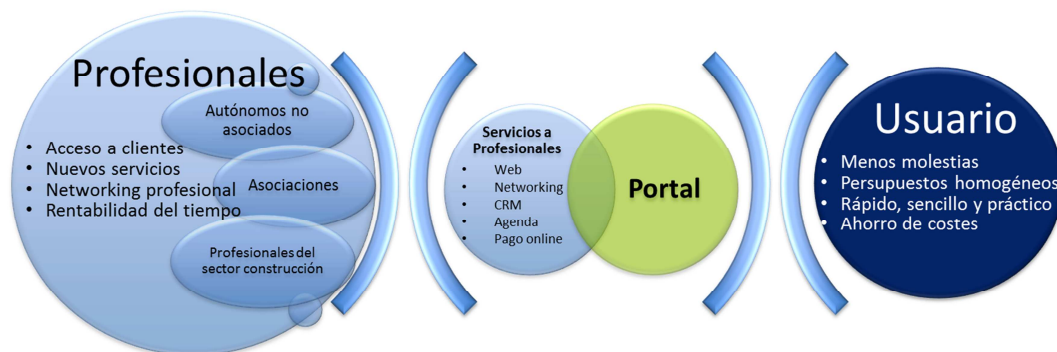 Profesionales
Autónomos no
asociados
• Acceso a clientes
• Nuevos servicios
• Networking profesional
• Rentabilidad del tiempo
Asociaciones
Profesionales del
sector construcción
Servicios a
Profesionales
• Web
• Networking
• CRM
• Agenda
• Pago online
Portal
Usuario
• Menos molestias
• Persupuestos homogéneos
• Rápido, sencillo y práctico
• Ahorro de costes